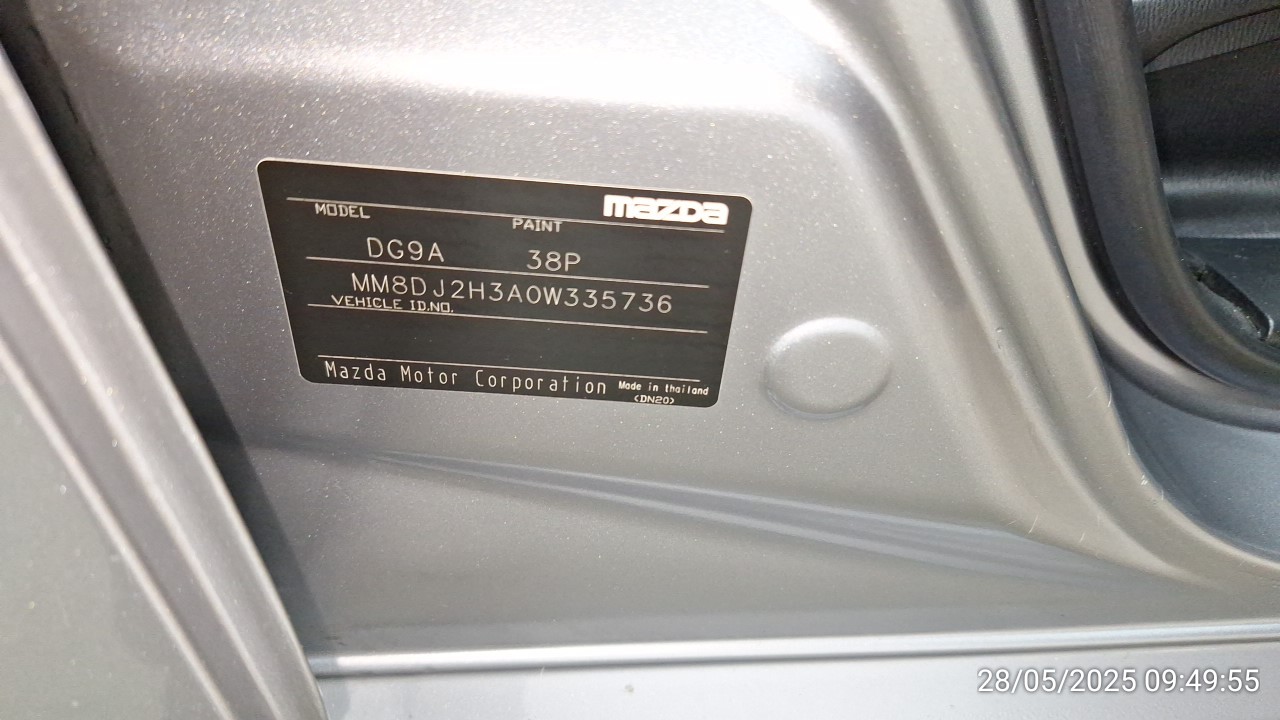 mazda
MODEL PAINT
DG9A 38P
MM8DJ2H3A0W335736
VEHICLE ID.NO.
Mazda Motor Corporation Made in thailand
(DN20)
28/05/2025 09:49:55